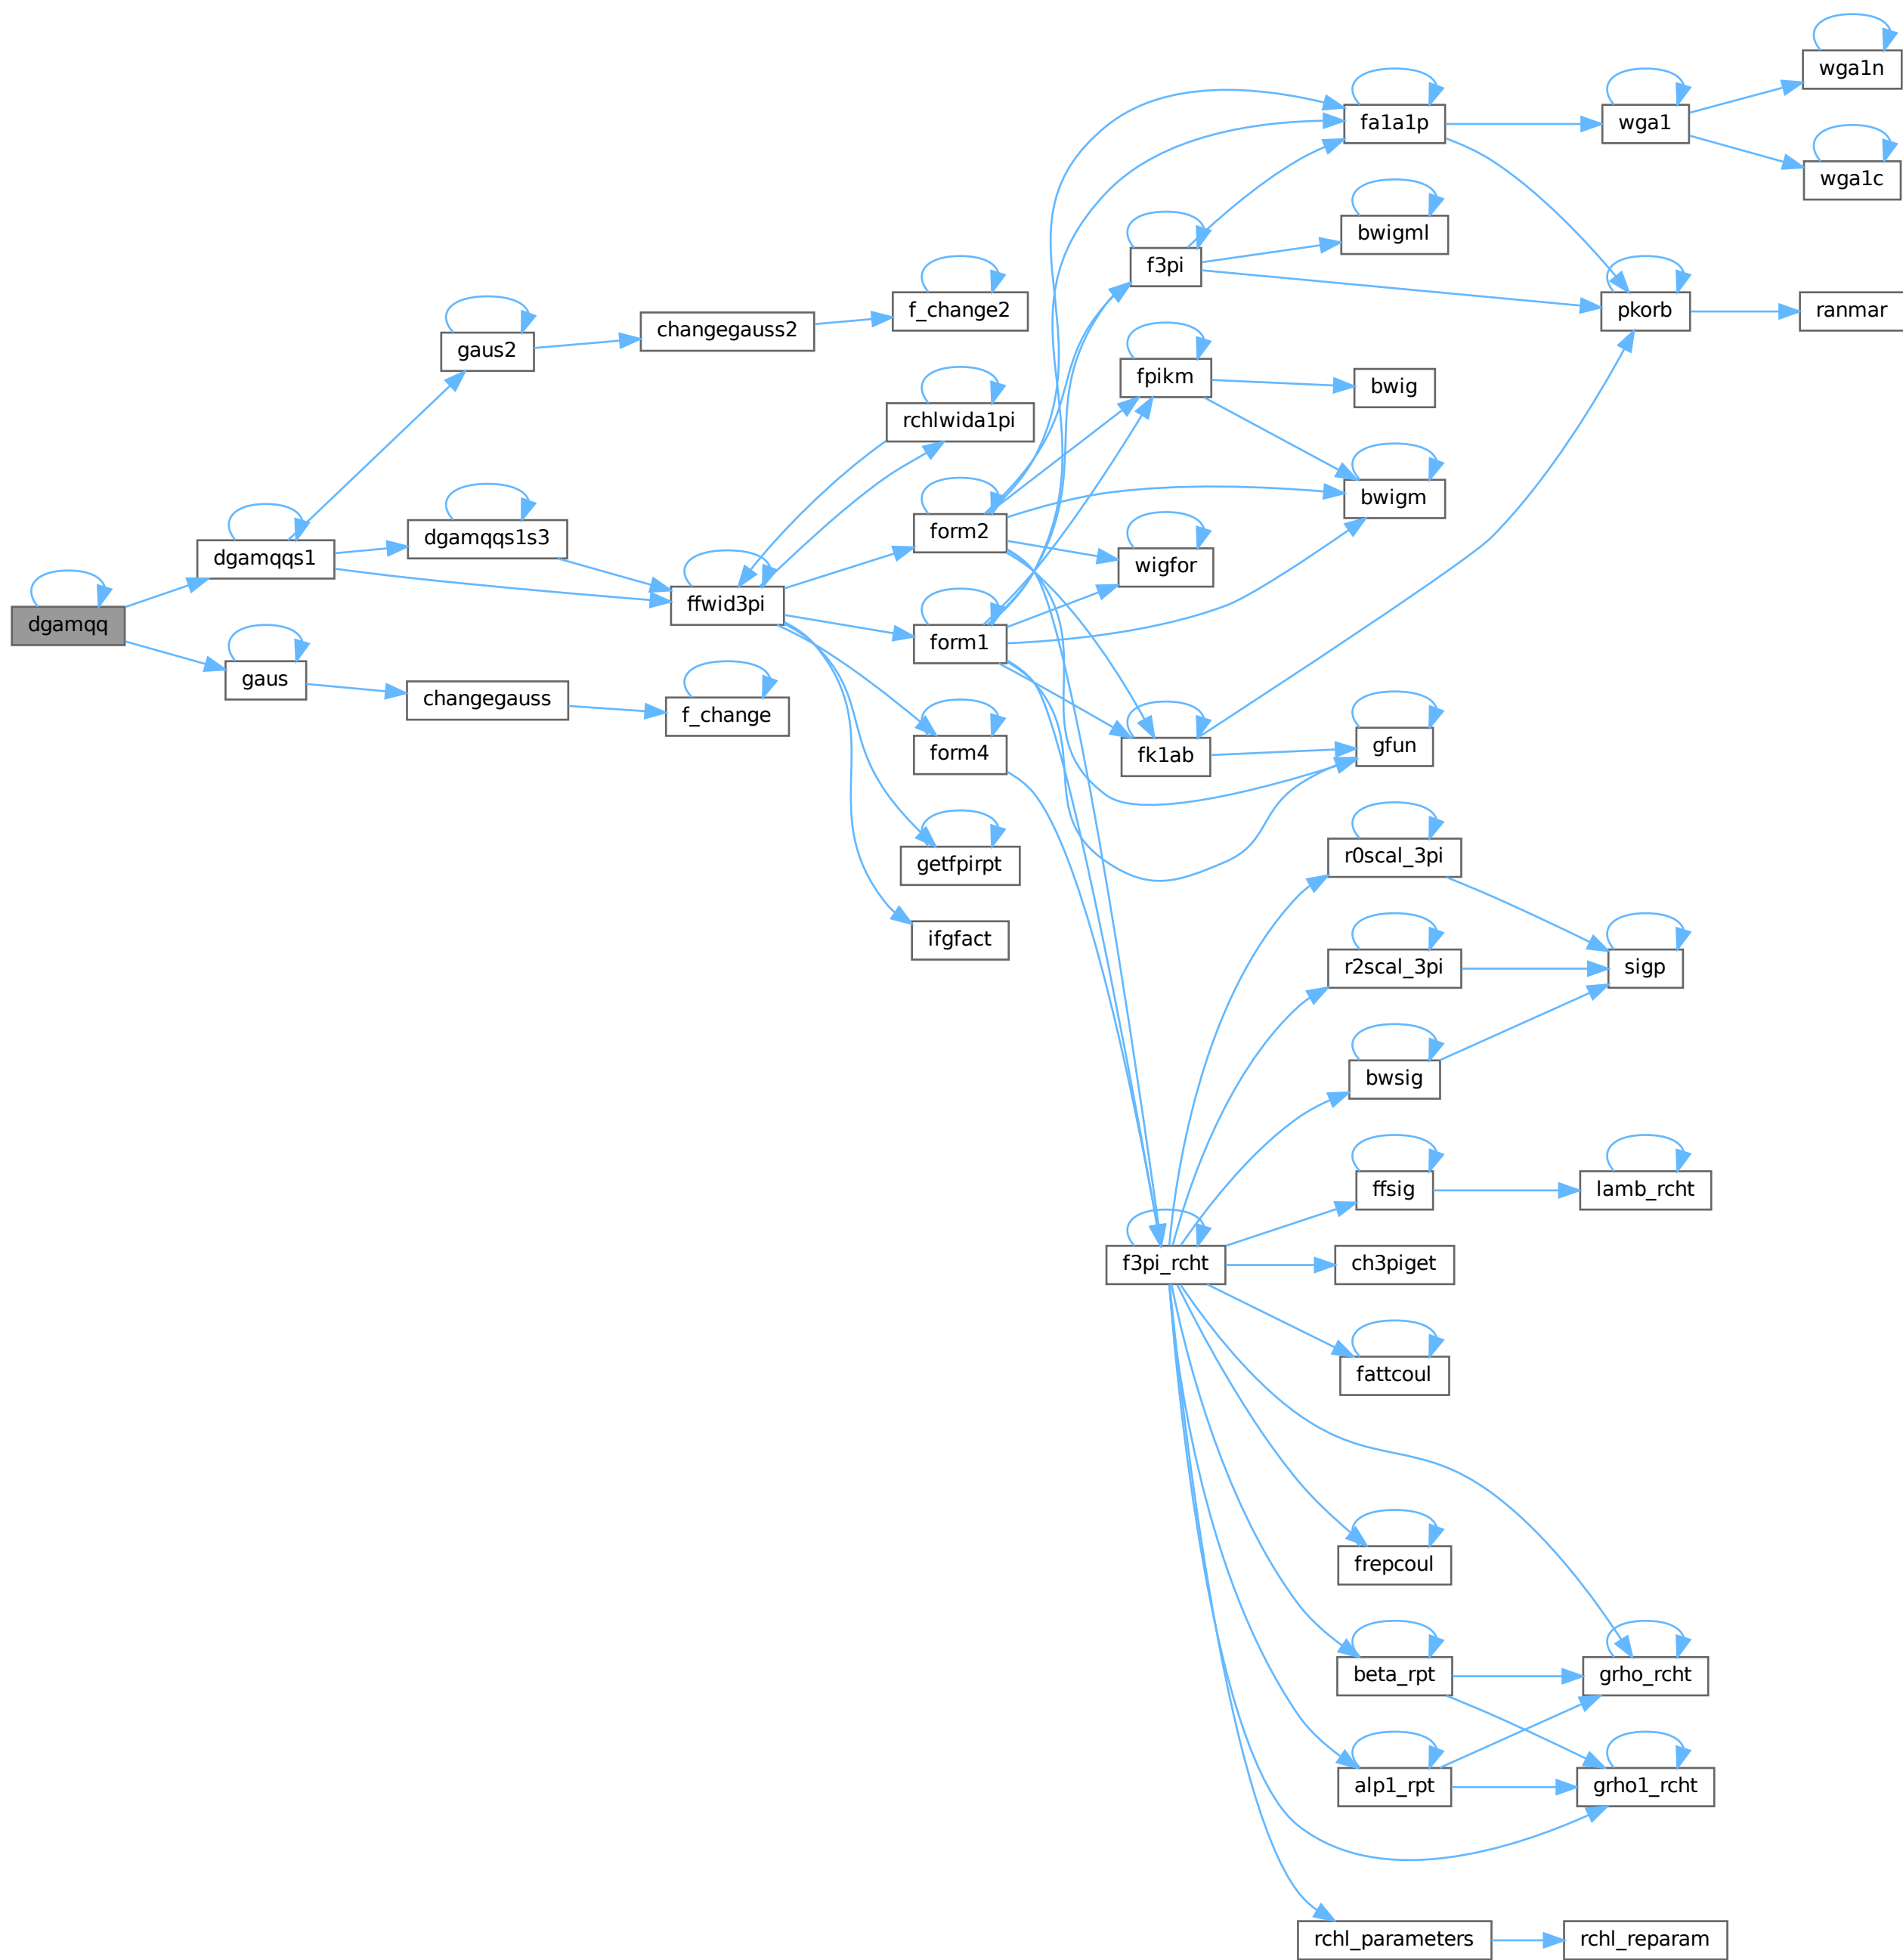 wga1n
fa1a1p
wga1
wga1c
bwigml
f3pi
f_change2
pkorb
ranmar
changegauss2
gaus2
fpikm
bwig
rchlwida1pi
bwigm
form2
dgamqqs1s3
dgamqqs1
wigfor
ffwid3pi
dgamqq
form1
gaus
changegauss
f_change
form4
fk1ab
gfun
getfpirpt
r0scal_3pi
ifgfact
r2scal_3pi
sigp
bwsig
ffsig
lamb_rcht
f3pi_rcht
ch3piget
fattcoul
frepcoul
beta_rpt
grho_rcht
alp1_rpt
grho1_rcht
rchl_parameters
rchl_reparam